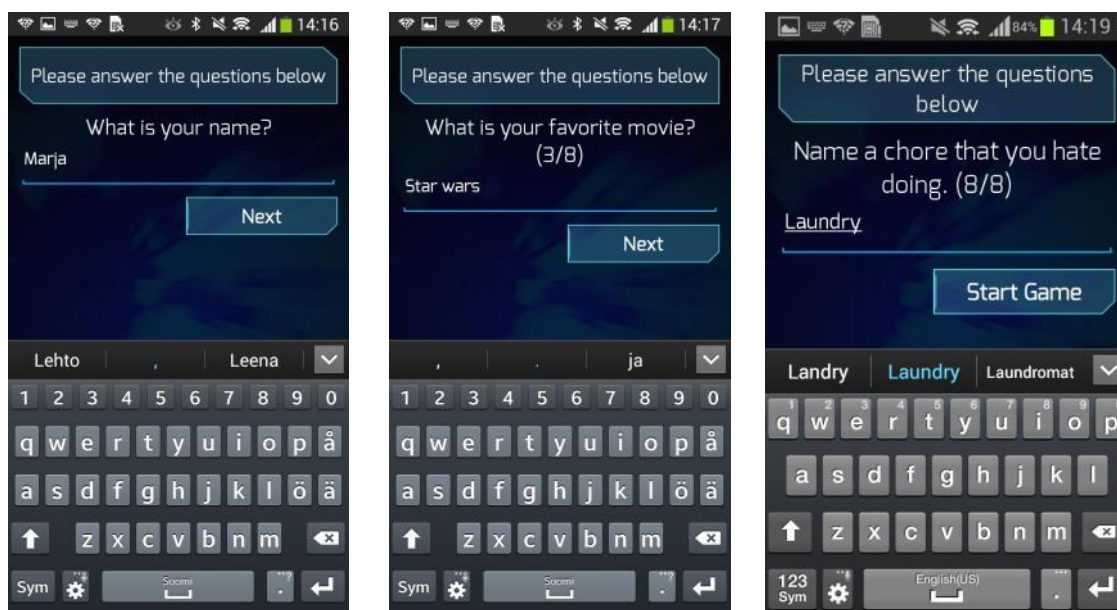 14:16
Please answer the questions below
What is your name?
Marja
Next
Lehto , Leena
1 2 3 4 5 6 7 8 9 0
q w e r t y u i o p å
a s d f g h j k l ö ä
z x c v b n m
Sym Suomi . ...?
14:17
Please answer the questions below
What is your favorite movie?
(3/8)
Star wars
Next
, . ja
1 2 3 4 5 6 7 8 9 0
q w e r t y u i o p å
a s d f g h j k l ö ä
z x c v b n m
Sym Suomi . ...?
84% 14:19
Please answer the questions
below
Name a chore that you hate
doing. (8/8)
Laundry
Start Game
Landry Laundry Laundromat
1 2 3 4 5 6 7 8 9
q w e r t y u i o p
a s d f g h j k l
z x c v b n m
123
Sym English(US) .